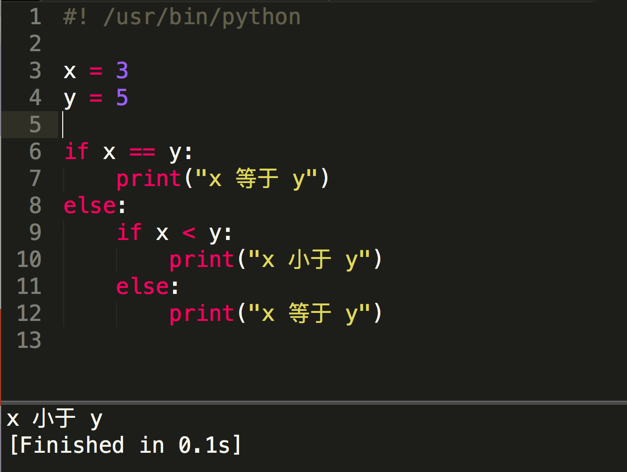 1 #! /usr/bin/python
2
3 x = 3
4 y = 5
5
6 if x == y:
7     print("x 等于 y")
8 else:
9     if x < y:
10         print("x 小于 y")
11     else:
12         print("x 等于 y")
13
x 小于 y
[Finished in 0.1s]